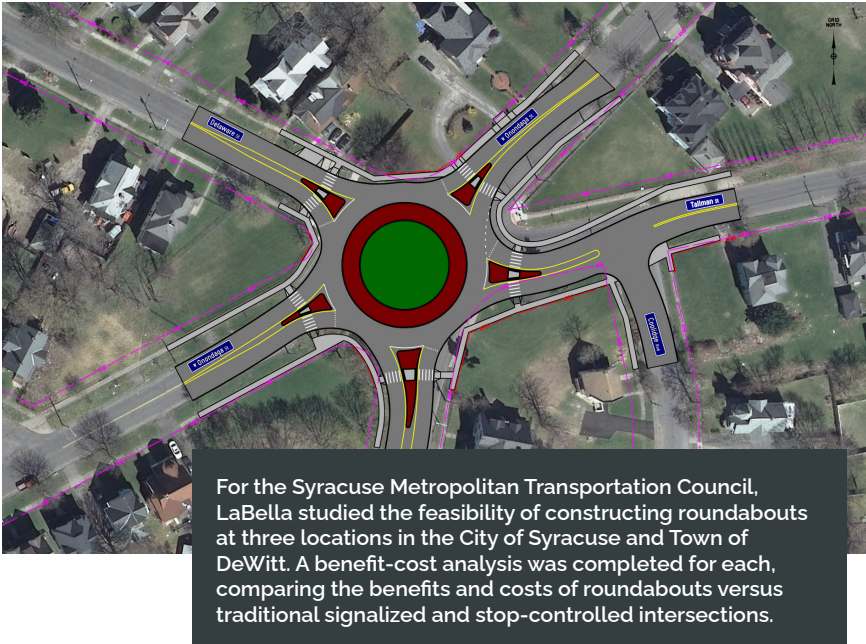 GRID
NORTH
Delaware St
W Onondaga St
Tallman St
W Onondaga St
Coolidge Ave
For the Syracuse Metropolitan Transportation Council,
LaBella studied the feasibility of constructing roundabouts
at three locations in the City of Syracuse and Town of
DeWitt. A benefit-cost analysis was completed for each,
comparing the benefits and costs of roundabouts versus
traditional signalized and stop-controlled intersections.